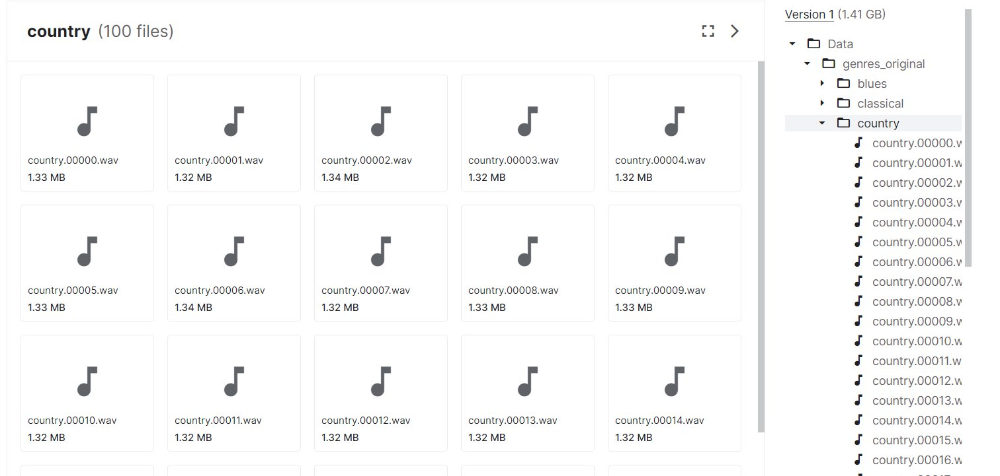 country (100 files)
country.00000.wav
1.33 MB
country.00001.wav
1.32 MB
country.00002.wav
1.34 MB
country.00003.wav
1.32 MB
country.00004.wav
1.32 MB
country.00005.wav
1.33 MB
country.00006.wav
1.34 MB
country.00007.wav
1.32 MB
country.00008.wav
1.33 MB
country.00009.wav
1.33 MB
country.00010.wav
1.32 MB
country.00011.wav
1.32 MB
country.00012.wav
1.32 MB
country.00013.wav
1.32 MB
country.00014.wav
1.32 MB
Version 1 (1.41 GB)
Data
genres_original
blues
classical
country
country.00000.w
country.00001.w
country.00002.w
country.00003.w
country.00004.w
country.00005.w
country.00006.w
country.00007.w
country.00008.w
country.00009.w
country.00010.w
country.00011.w
country.00012.w
country.00013.w
country.00014.w
country.00015.w
country.00016.w